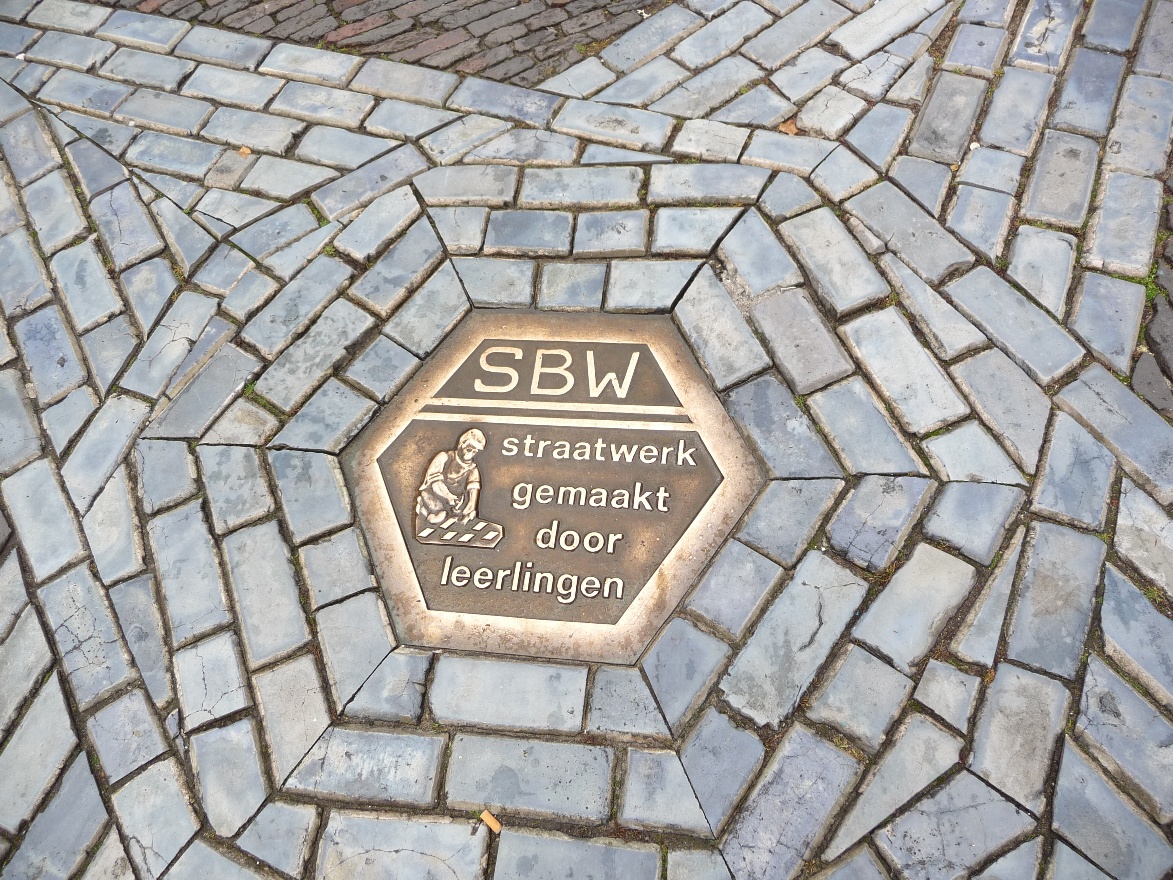 SBW
straatwerk
gemaakt
door
leerlingen